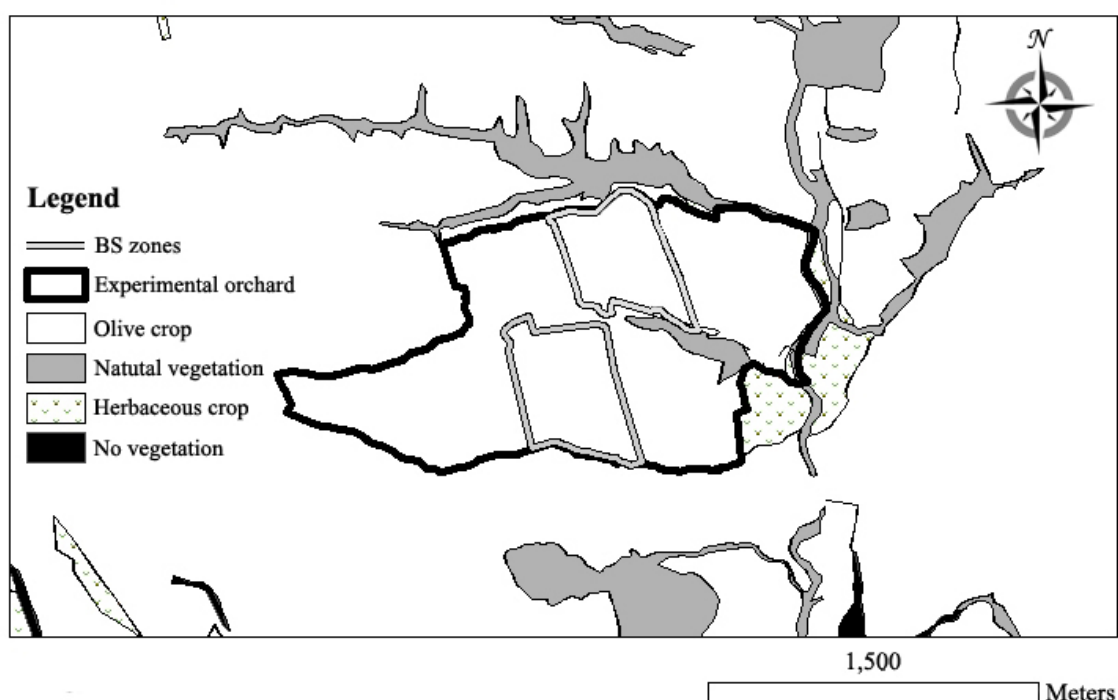 N
Legend
BS zones
Experimental orchard
Olive crop
Natutal vegetation
Herbaceous crop
No vegetation
1,500
Meters